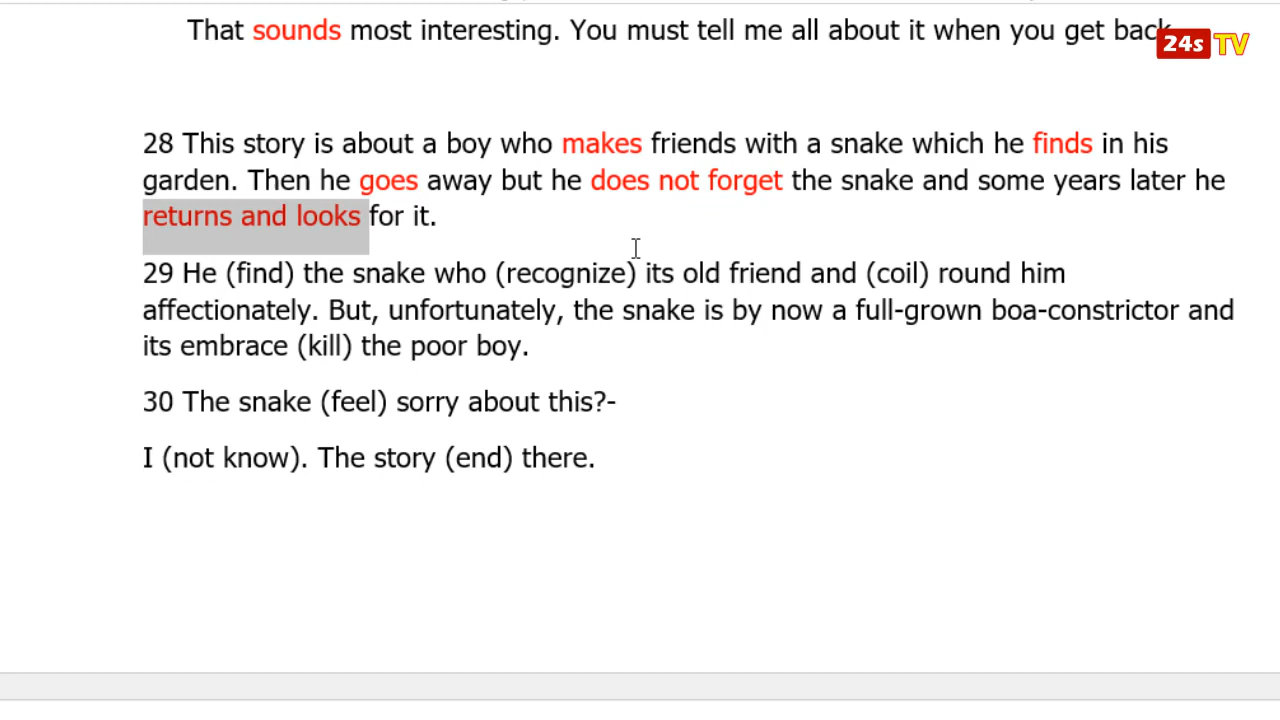 That sounds most interesting. You must tell me all about it when you get back
24s TV
28 This story is about a boy who makes friends with a snake which he finds in his
garden. Then he goes away but he does not forget the snake and some years later he
returns and looks for it.
29 He (find) the snake who (recognize) its old friend and (coil) round him
affectionately. But, unfortunately, the snake is by now a full-grown boa-constrictor and
its embrace (kill) the poor boy.
30 The snake (feel) sorry about this?-
I (not know). The story (end) there.